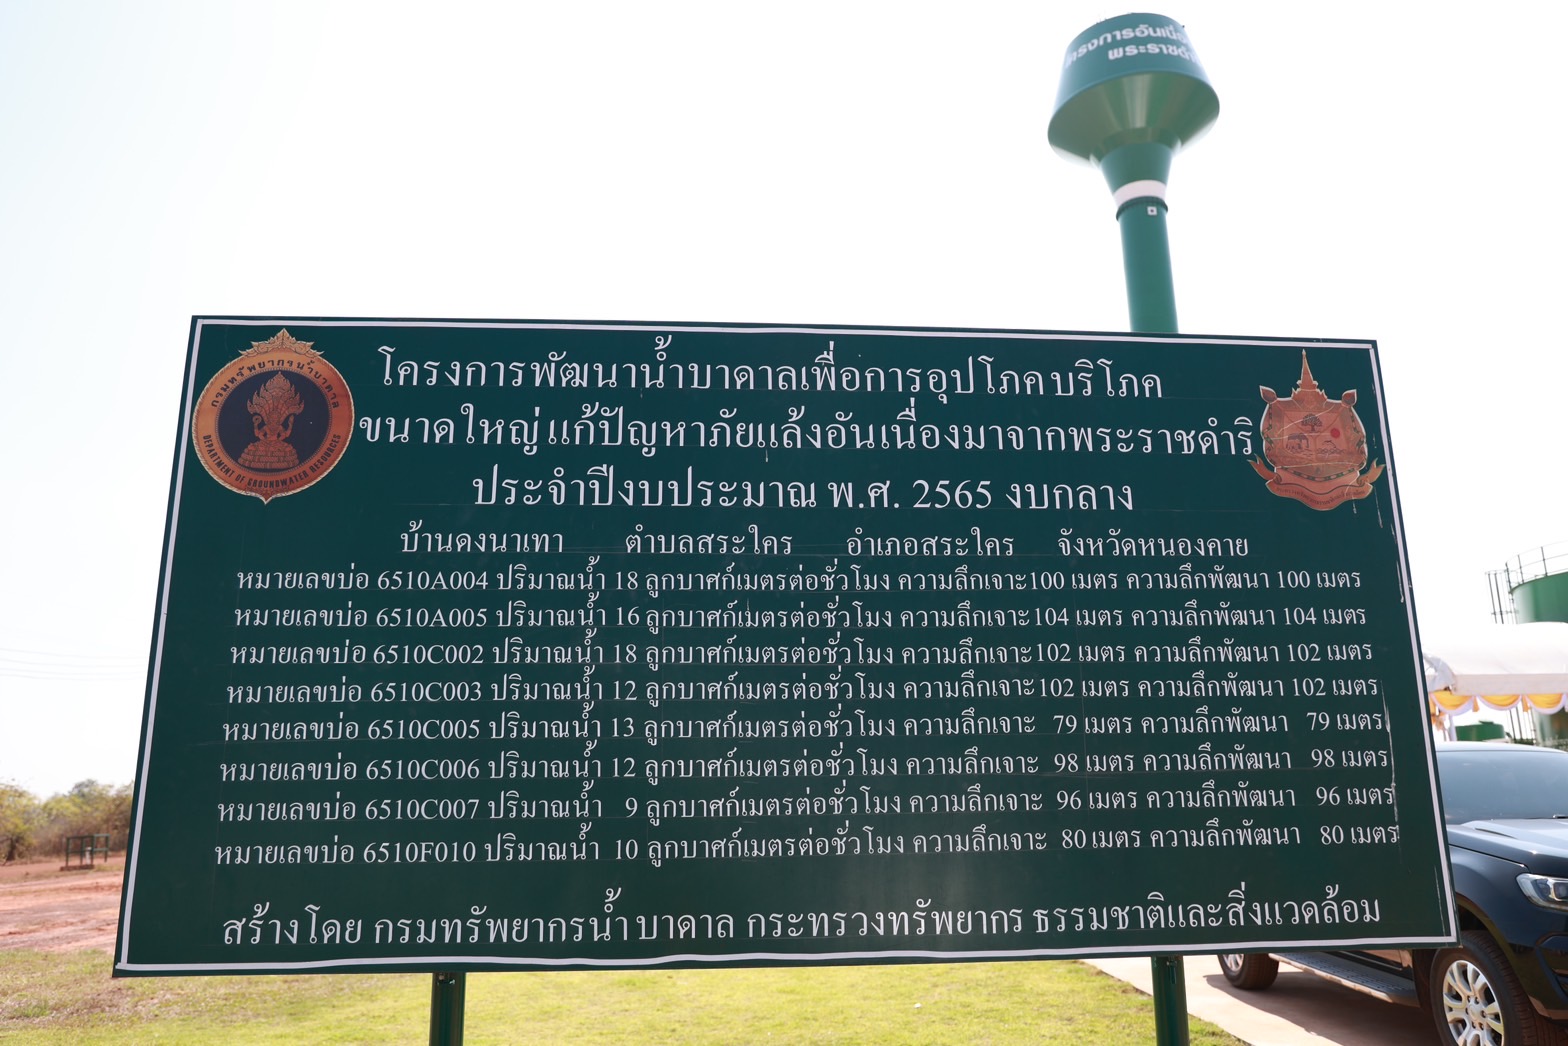 โครงการอันเนื่
พระราชดำ
โครงการพัฒนาน้ำบาดาลเพื่อการอุปโภคบริโภค
ขนาดใหญ่แก้ปัญหาภัยแล้งอันเนื่องมาจากพระราชดำริ
ประจำปีงบประมาณ พ.ศ. 2565 งบกลาง
กรมทรัพยากรน้ำบาดาล
DEPARTMENT OF GROUNDWATER RESOURCES
บ้านดงนาเทา ตำบลสระใคร อำเภอสระใคร จังหวัดหนองคาย
หมายเลขบ่อ 6510A004 ปริมาณน้ำ 18 ลูกบาศก์เมตรต่อชั่วโมง ความลึกเจาะ100 เมตร ความลึกพัฒนา 100 เมตร
หมายเลขบ่อ 6510A005 ปริมาณน้ำ 16 ลูกบาศก์เมตรต่อชั่วโมง ความลึกเจาะ104 เมตร ความลึกพัฒนา 104 เมตร
หมายเลขบ่อ 6510C002 ปริมาณน้ำ 18 ลูกบาศก์เมตรต่อชั่วโมง ความลึกเจาะ102 เมตร ความลึกพัฒนา 102 เมตร
หมายเลขบ่อ 6510C003 ปริมาณน้ำ 12 ลูกบาศก์เมตรต่อชั่วโมง ความลึกเจาะ102 เมตร ความลึกพัฒนา 102 เมตร
หมายเลขบ่อ 6510C005 ปริมาณน้ำ 13 ลูกบาศก์เมตรต่อชั่วโมง ความลึกเจาะ 79 เมตร ความลึกพัฒนา 79 เมตร
หมายเลขบ่อ 6510C006 ปริมาณน้ำ 12 ลูกบาศก์เมตรต่อชั่วโมง ความลึกเจาะ 98 เมตร ความลึกพัฒนา 98 เมตร
หมายเลขบ่อ 6510C007 ปริมาณน้ำ 9 ลูกบาศก์เมตรต่อชั่วโมง ความลึกเจาะ 96 เมตร ความลึกพัฒนา 96 เมตร
หมายเลขบ่อ 6510F010 ปริมาณน้ำ 10 ลูกบาศก์เมตรต่อชั่วโมง ความลึกเจาะ 80 เมตร ความลึกพัฒนา 80 เมตร
สร้างโดย กรมทรัพยากรน้ำ บาดาล กระทรวงทรัพยากร ธรรมชาติและสิ่งแวดล้อม